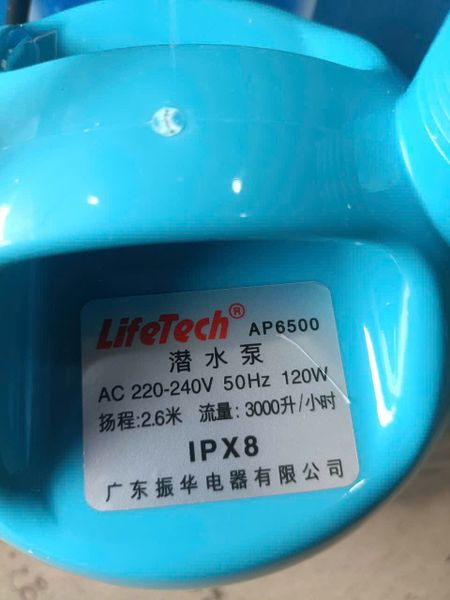 LifeTech® AP6500
潜水泵
AC 220-240V 50Hz 120W
扬程:2.6米 流量:3000升/小时
IPX8
广东振华电器有限公司